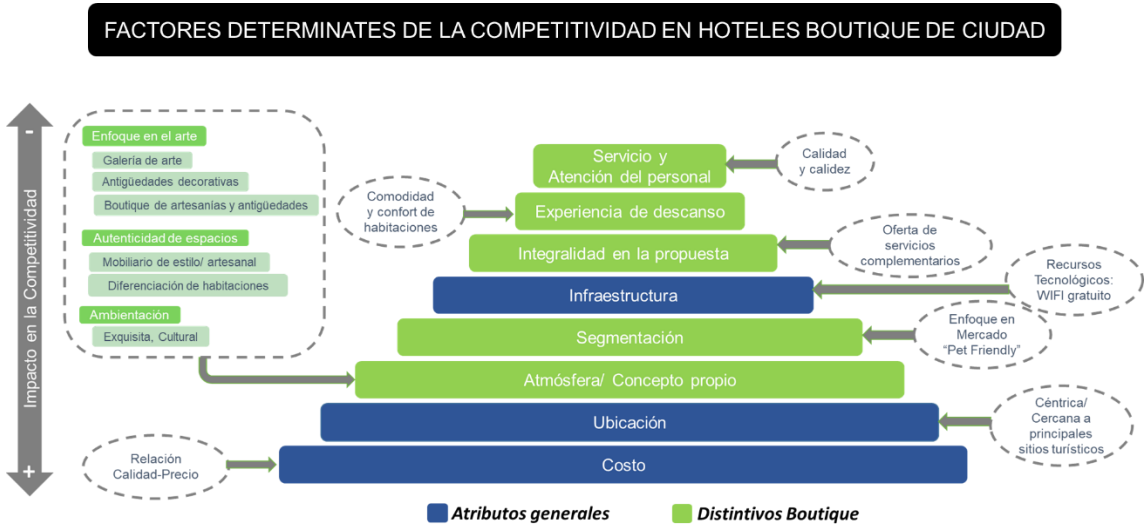 FACTORES DETERMINATES DE LA COMPETITIVIDAD EN HOTELES BOUTIQUE DE CIUDAD
Impacto en la Competitividad
-
+
Enfoque en el arte
Galería de arte
Antigüedades decorativas
Boutique de artesanías y antigüedades
Autenticidad de espacios
Mobiliario de estilo/ artesanal
Diferenciación de habitaciones
Ambientación
Exquisita, Cultural
Servicio y
Atención del personal
Calidad
y calidez
Comodidad
y confort de
habitaciones
Experiencia de descanso
Integralidad en la propuesta
Oferta de
servicios
complementarios
Infraestructura
Recursos
Tecnológicos:
WIFI gratuito
Segmentación
Enfoque en
Mercado
“Pet Friendly”
Atmósfera/ Concepto propio
Ubicación
Céntrica/
Cercana a
principales
sitios turísticos
Relación
Calidad-Precio
Costo
Atributos generales
Distintivos Boutique